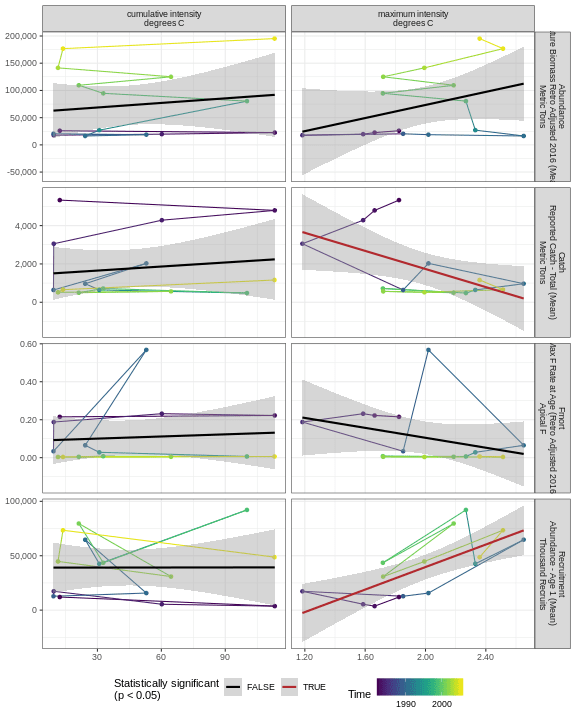 cumulative intensity
degrees C
maximum intensity
degrees C
200,000
150,000
100,000
50,000
0
-50,000
Abundance
Biomass Retro Adjusted 2016
Metric Tons
4,000
2,000
0
Catch
Reported Catch - Total (Mean)
Metric Tons
0.60
0.40
0.20
0.00
Fmort
F Rate at Age (Retro Adjusted 2016
Apical F
100,000
50,000
0
Recruitment
Abundance - Age 1 (Mean)
Thousand Recruits
30 60 90
1.20 1.60 2.00 2.40
Statistically significant
(p < 0.05)
FALSE TRUE
Time
1990 2000